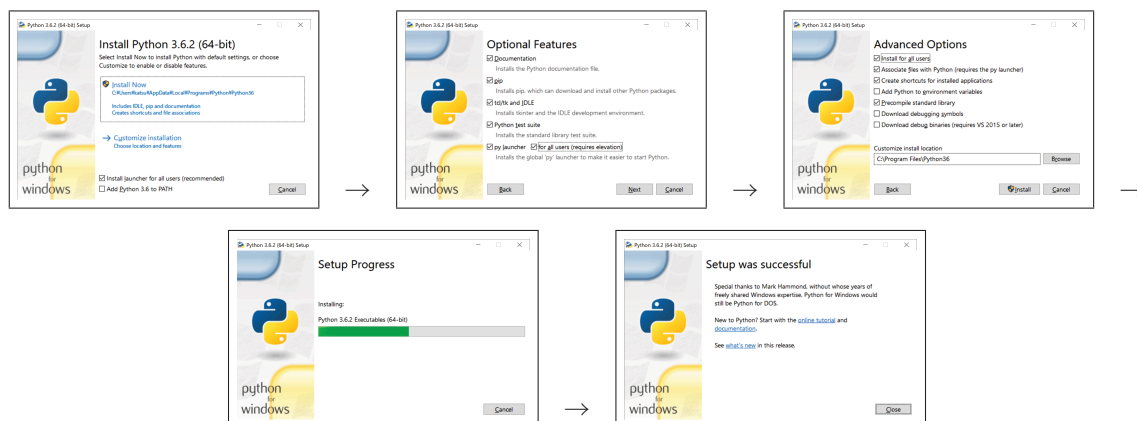 Python 3.6.2 (64-bit) Setup
Install Python 3.6.2 (64-bit)
Select Install Now to install Python with default settings, or choose
Customize to enable or disable features.
Install Now
C:¥Users¥katsu¥AppData¥Local¥Programs¥Python¥Python36
Includes IDLE, pip and documentation
Creates shortcuts and file associations
→ Customize installation
Choose location and features
Install launcher for all users (recommended)
Add Python 3.6 to PATH
Cancel
python
for
windows
Python 3.6.2 (64-bit) Setup
Optional Features
Documentation
Installs the Python documentation file.
pip
Installs pip, which can download and install other Python packages.
tcl/tk and IDLE
Installs tkinter and the IDLE development environment.
Python test suite
Installs the standard library test suite.
py launcher for all users (requires elevation)
Installs the global 'py' launcher to make it easier to start Python.
python
for
windows
Back Next Cancel
Python 3.6.2 (64-bit) Setup
Advanced Options
Install for all users
Associate files with Python (requires the py launcher)
Create shortcuts for installed applications
Add Python to environment variables
Precompile standard library
Download debugging symbols
Download debug binaries (requires VS 2015 or later)
Customize install location
C:\Program Files\Python36
Browse
python
for
windows
Back Install Cancel
Python 3.6.2 (64-bit) Setup
Setup Progress
Installing:
Python 3.6.2 Executables (64-bit)
python
for
windows
Cancel
Python 3.6.2 (64-bit) Setup
Setup was successful
Special thanks to Mark Hammond, without whose years of
freely shared Windows expertise, Python for Windows would
still be Python for DOS.
New to Python? Start with the online tutorial and
documentation.
See what's new in this release.
python
for
windows
Close